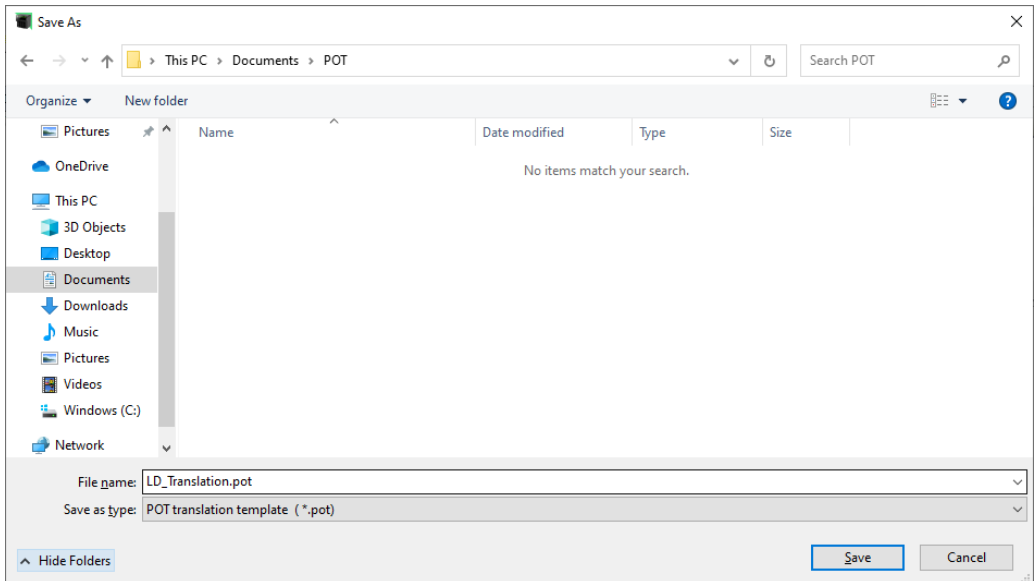 Save As
This PC > Documents > POT
Search POT
Organize
New folder
Pictures
OneDrive
This PC
3D Objects
Desktop
Documents
Downloads
Music
Pictures
Videos
Windows (C:)
Network
Name Date modified Type Size
No items match your search.
File name: LD_Translation.pot
Save as type: POT translation template ( *.pot)
Hide Folders
Save Cancel